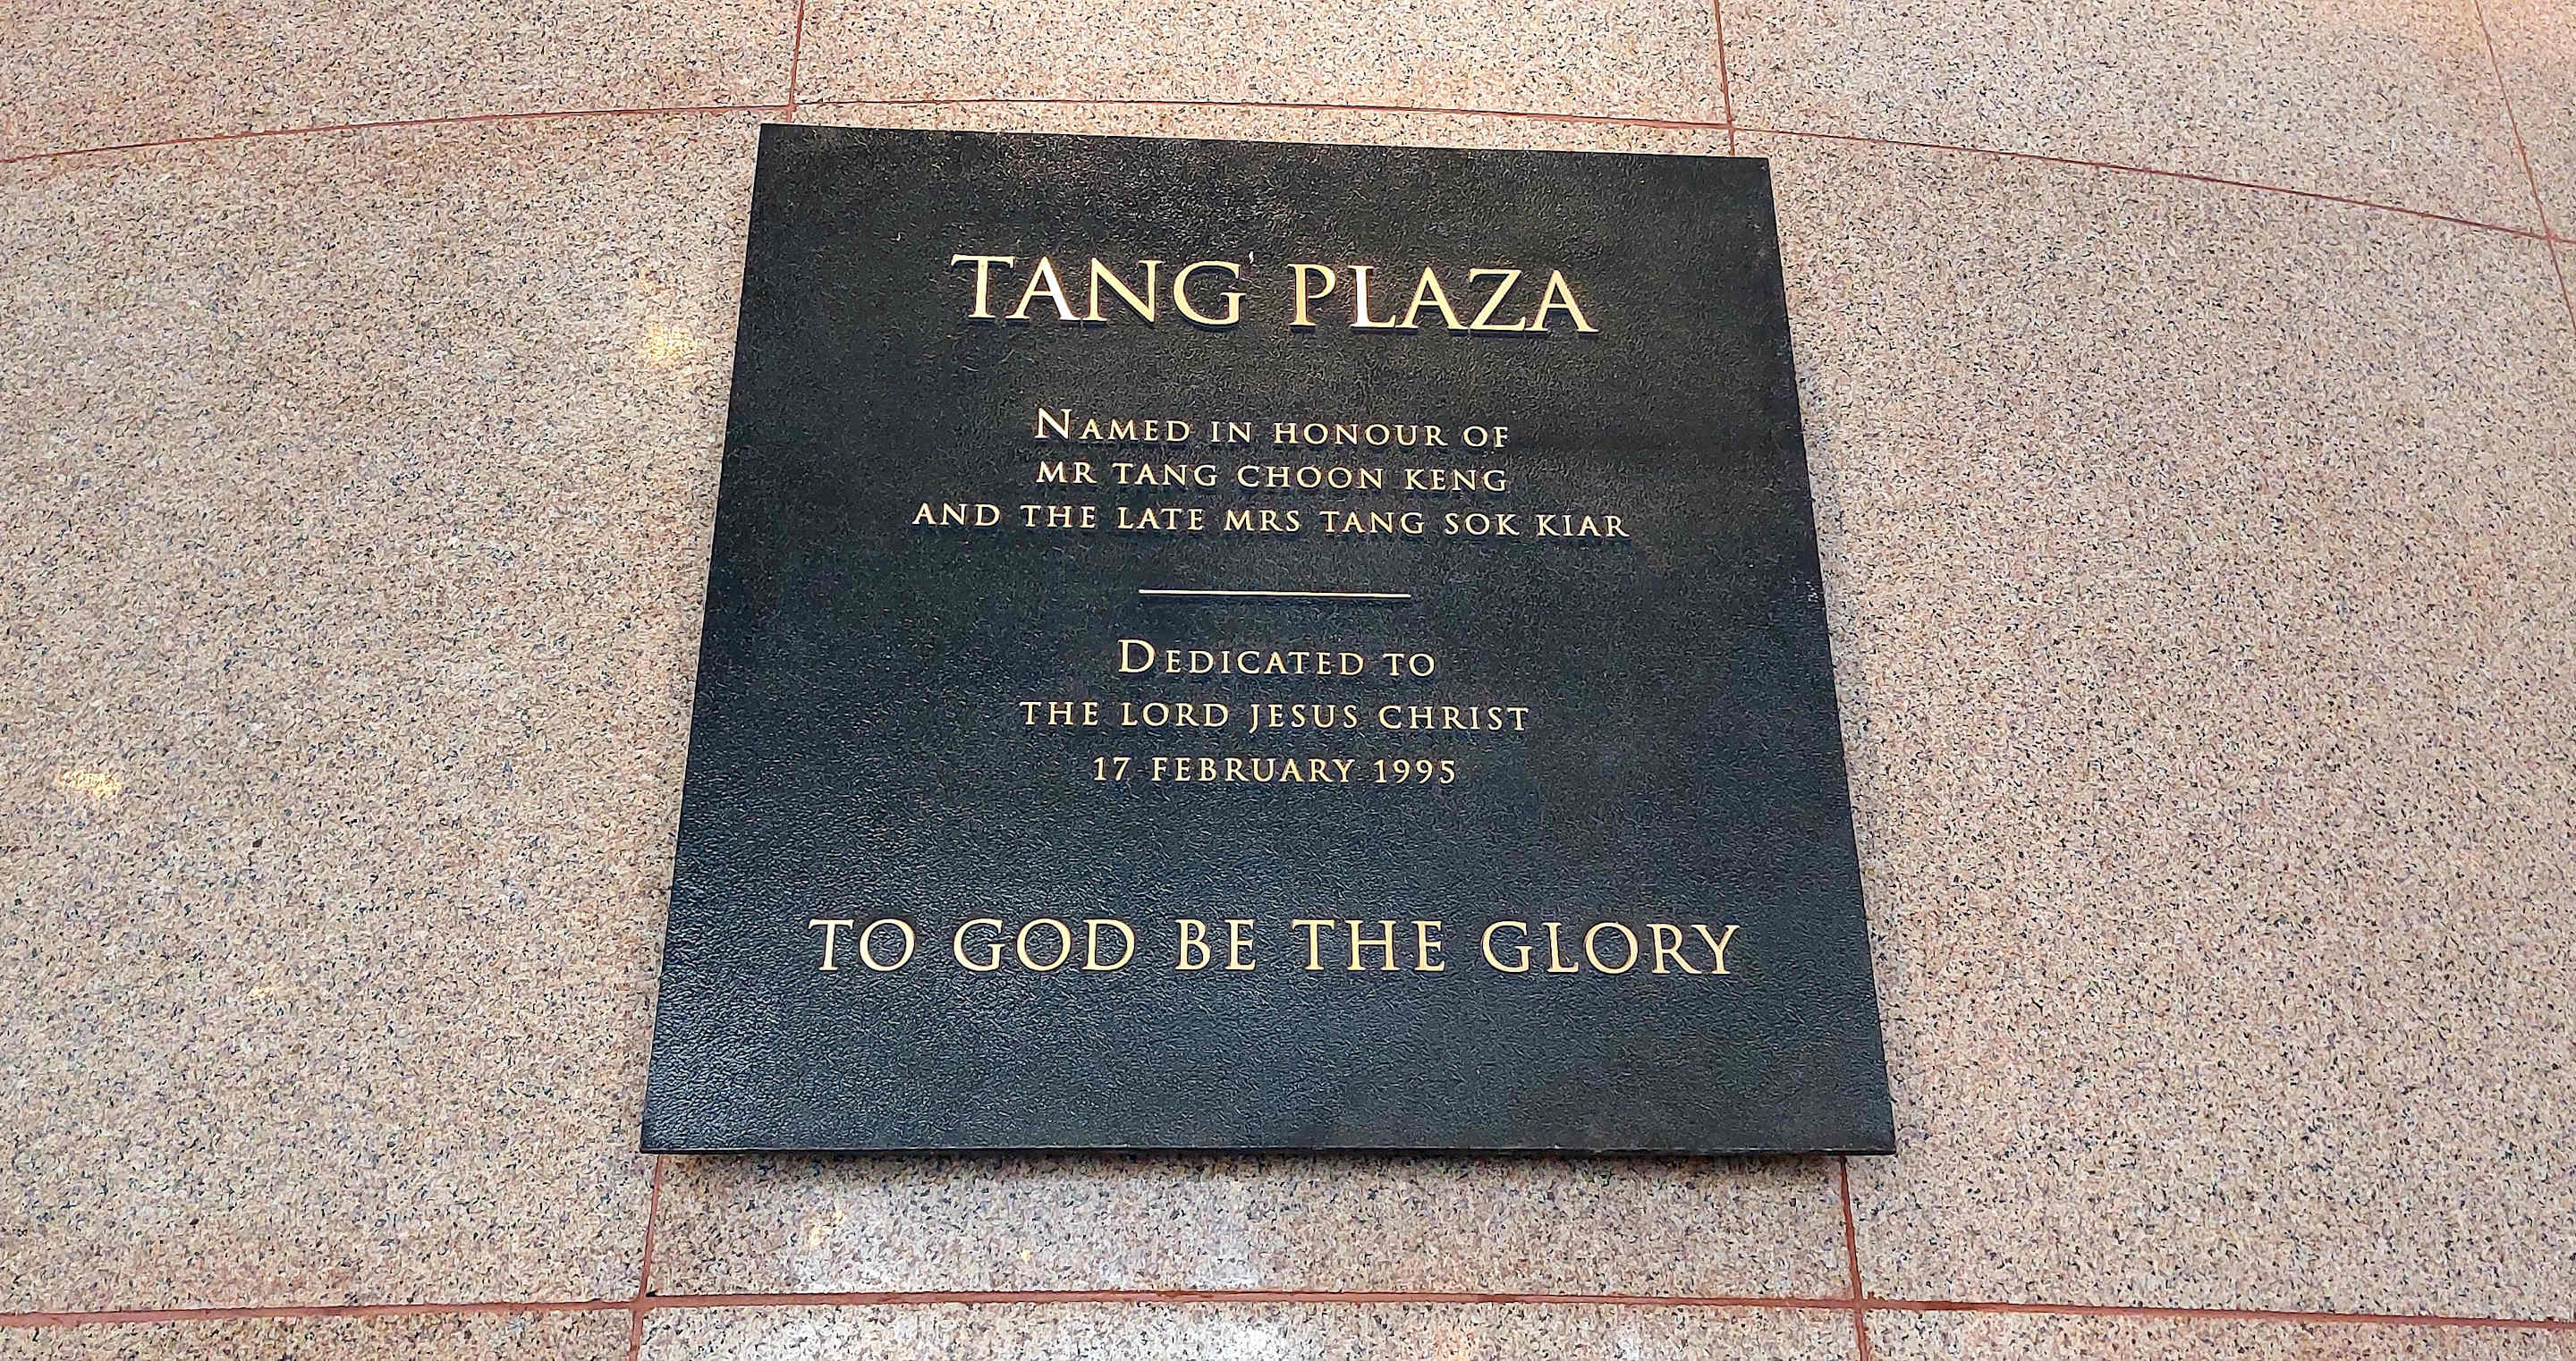 TANG PLAZA
NAMED IN HONOUR OF
MR TANG CHOON KENG
AND THE LATE MRS TANG SOK KIAR
DEDICATED TO
THE LORD JESUS CHRIST
17 FEBRUARY 1995
TO GOD BE THE GLORY